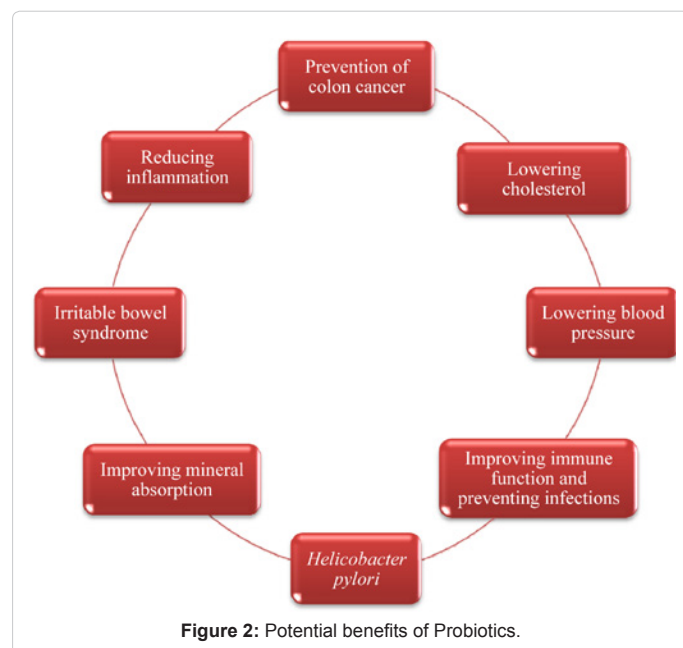 Prevention of
colon cancer
Lowering
cholesterol
Lowering blood
pressure
Improving immune
function and
preventing infections
Helicobacter
pylori
Improving mineral
absorption
Irritable bowel
syndrome
Reducing
inflammation
Figure 2: Potential benefits of Probiotics.